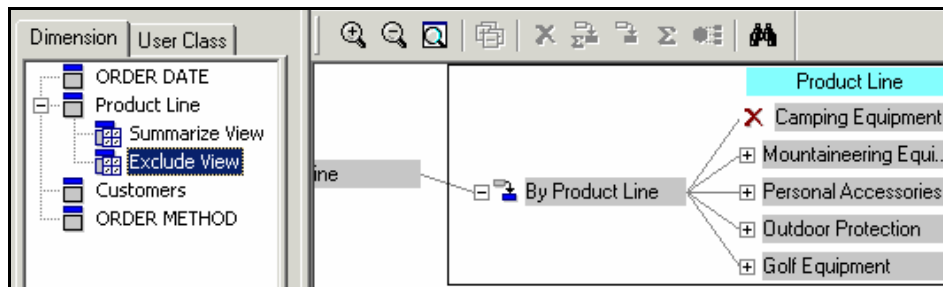 Dimension
User Class
ORDER DATE
Product Line
Summarize View
Exclude View
Customers
ORDER METHOD
ine
By Product Line
Product Line
Camping Equipment
Mountaineering Equi...
Personal Accessories
Outdoor Protection
Golf Equipment